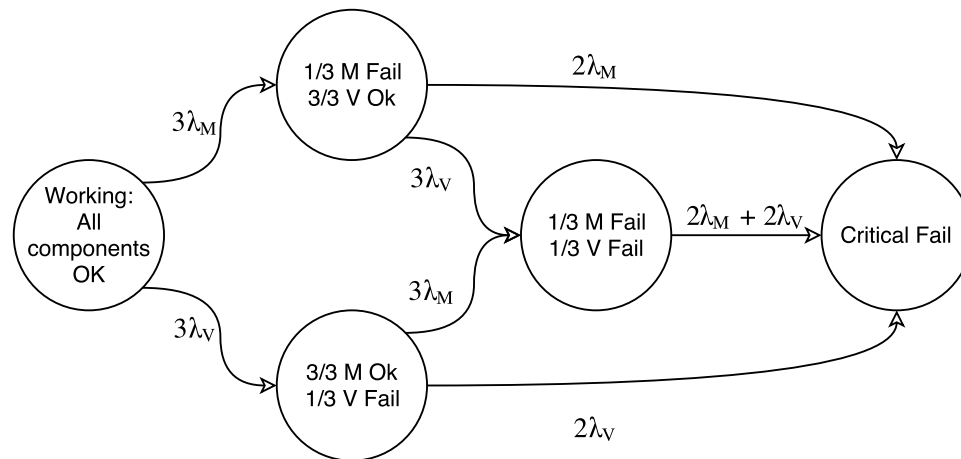 1/3 M Fail
3/3 V Ok
2λM
3λM
3λV
Working:
All
components
OK
1/3 M Fail
1/3 V Fail
2λM + 2λV
Critical Fail
3λM
3λV
3/3 M Ok
1/3 V Fail
2λV